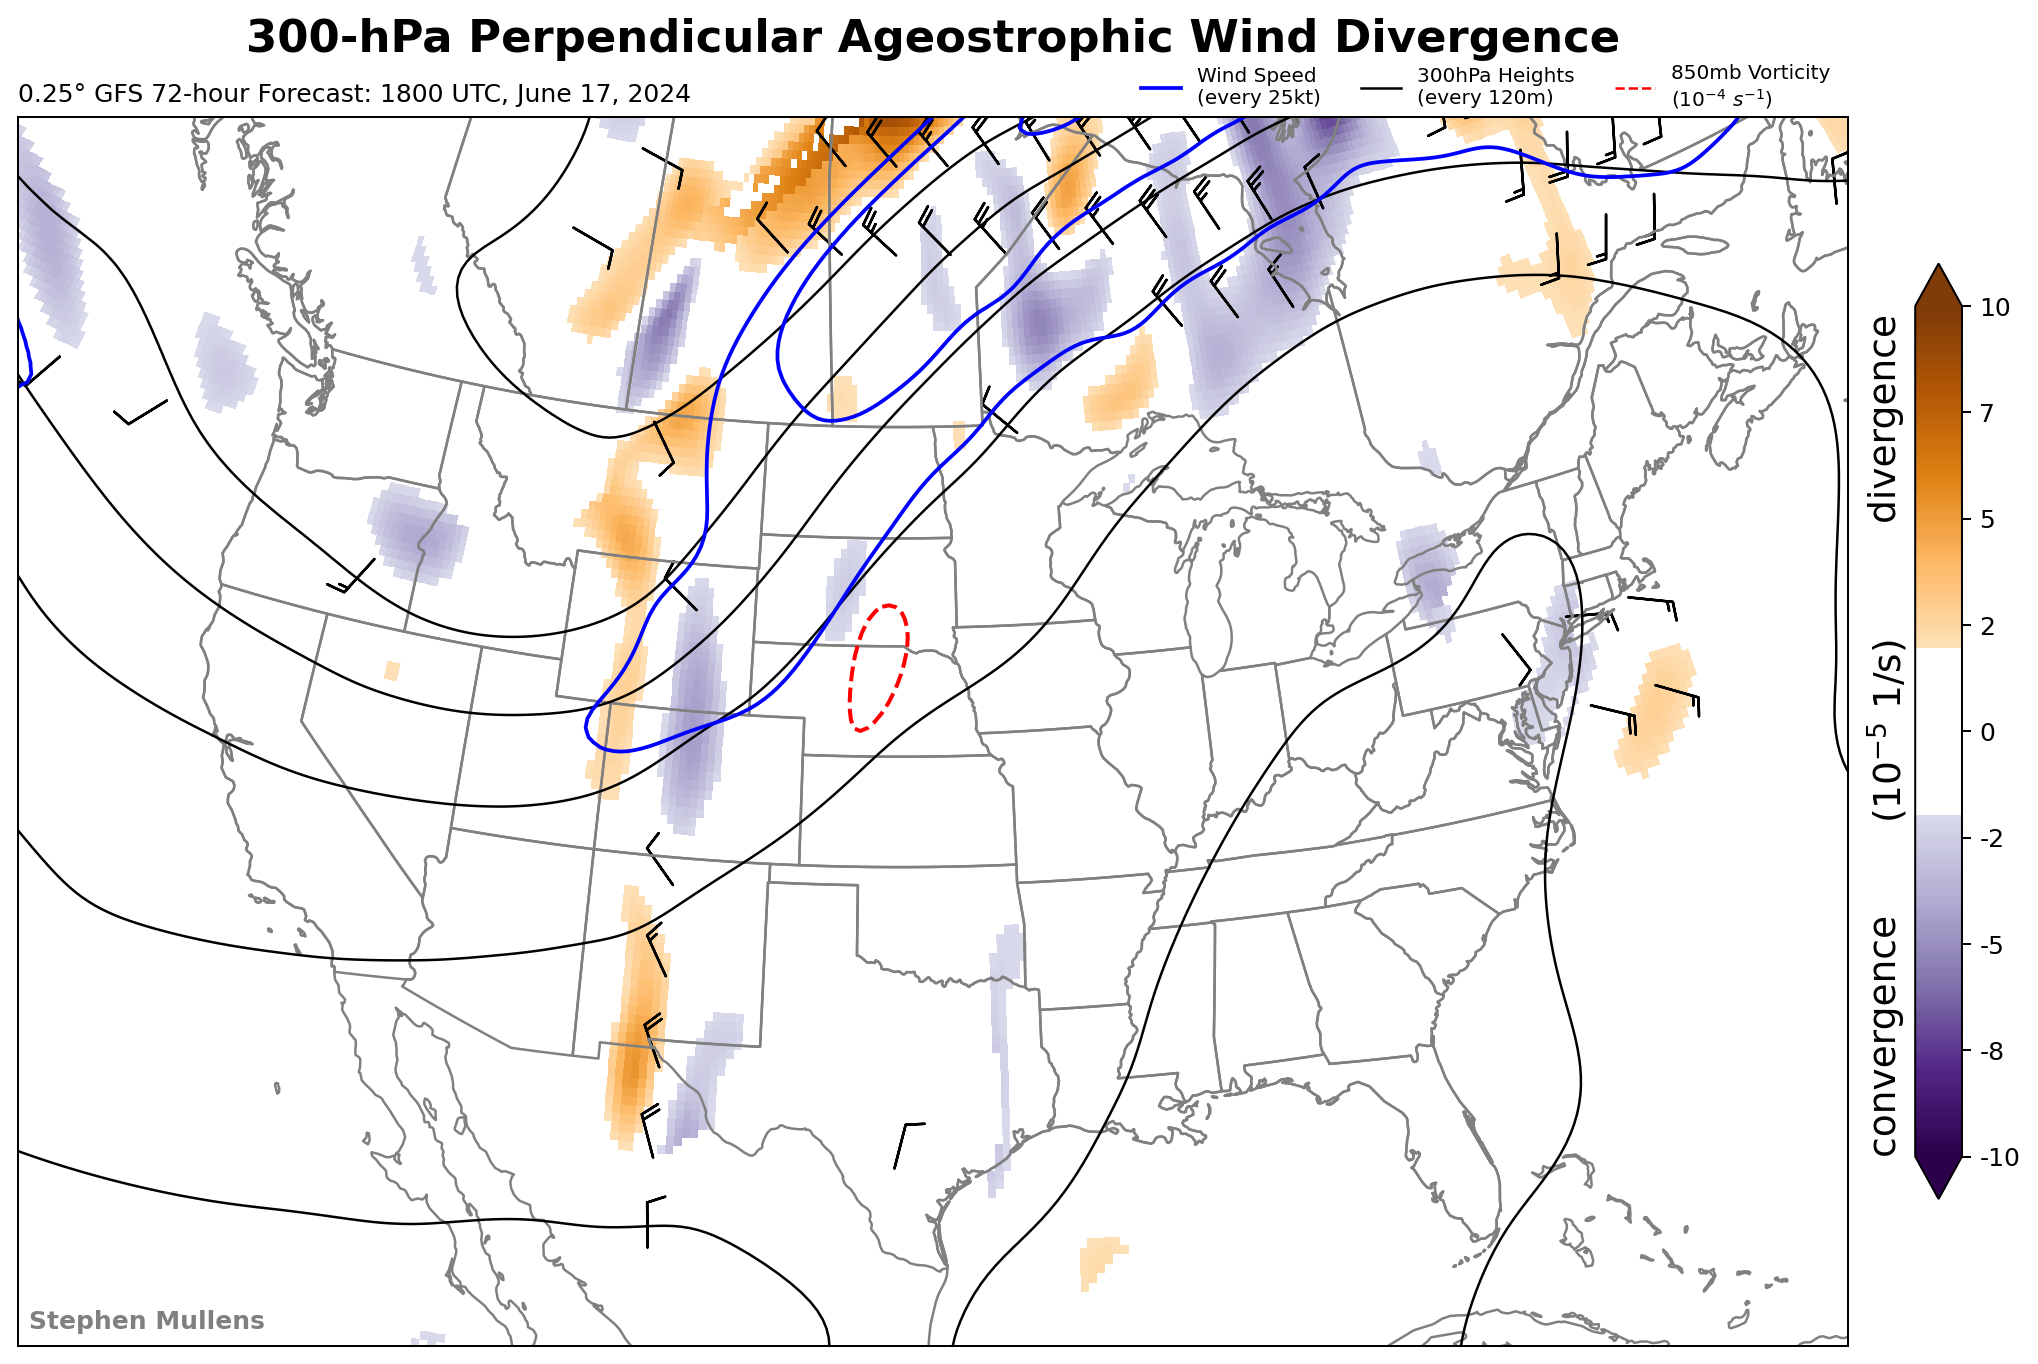 300-hPa Perpendicular Ageostrophic Wind Divergence
0.25° GFS 72-hour Forecast: 1800 UTC, June 17, 2024
Wind Speed
(every 25kt)
300hPa Heights
(every 120m)
850mb Vorticity
(10⁻⁴ s⁻¹)
10
7
5
2
0
-2
-5
-8
-10
convergence (10⁻⁵ 1/s) divergence
Stephen Mullens